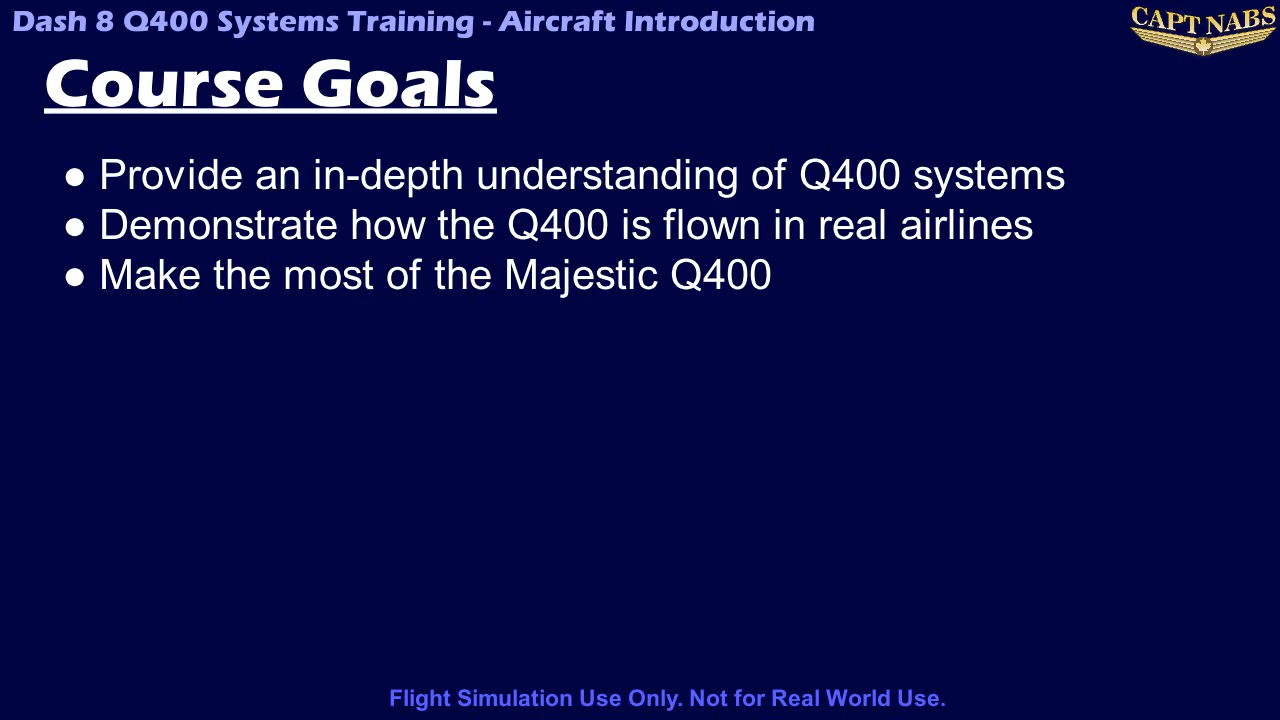 Dash 8 Q400 Systems Training - Aircraft Introduction
CAPT NABS
Course Goals
● Provide an in-depth understanding of Q400 systems
● Demonstrate how the Q400 is flown in real airlines
● Make the most of the Majestic Q400
Flight Simulation Use Only. Not for Real World Use.